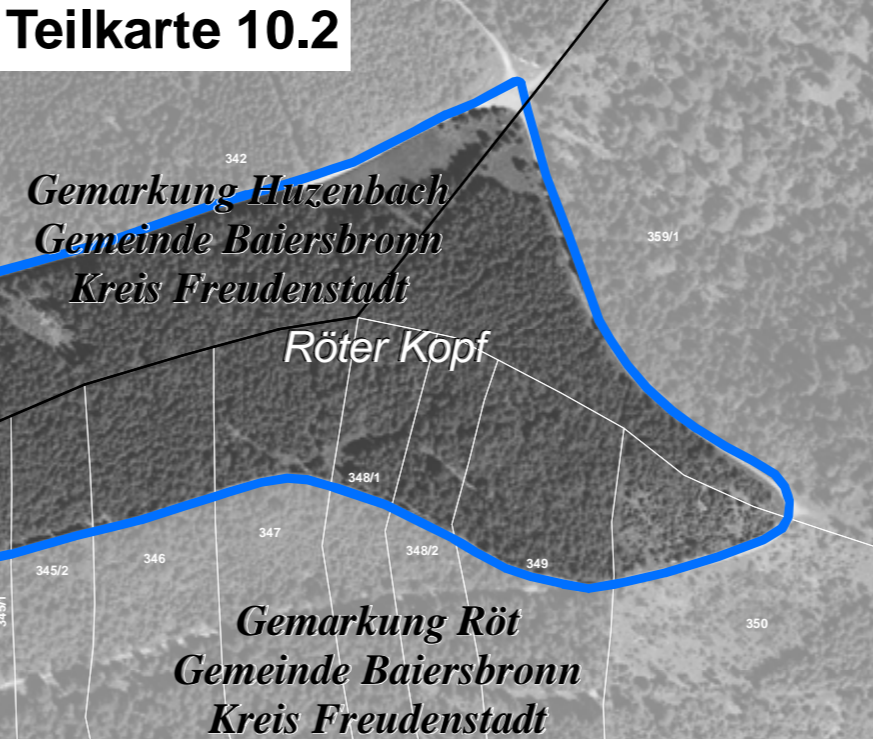 Teilkarte 10.2
342
Gemarkung Huzenbach
Gemeinde Baiersbronn
Kreis Freudenstadt
359/1
Röter Kopf
348/1
347
346
345/2
348/2
349
350
Gemarkung Röt
Gemeinde Baiersbronn
Kreis Freudenstadt